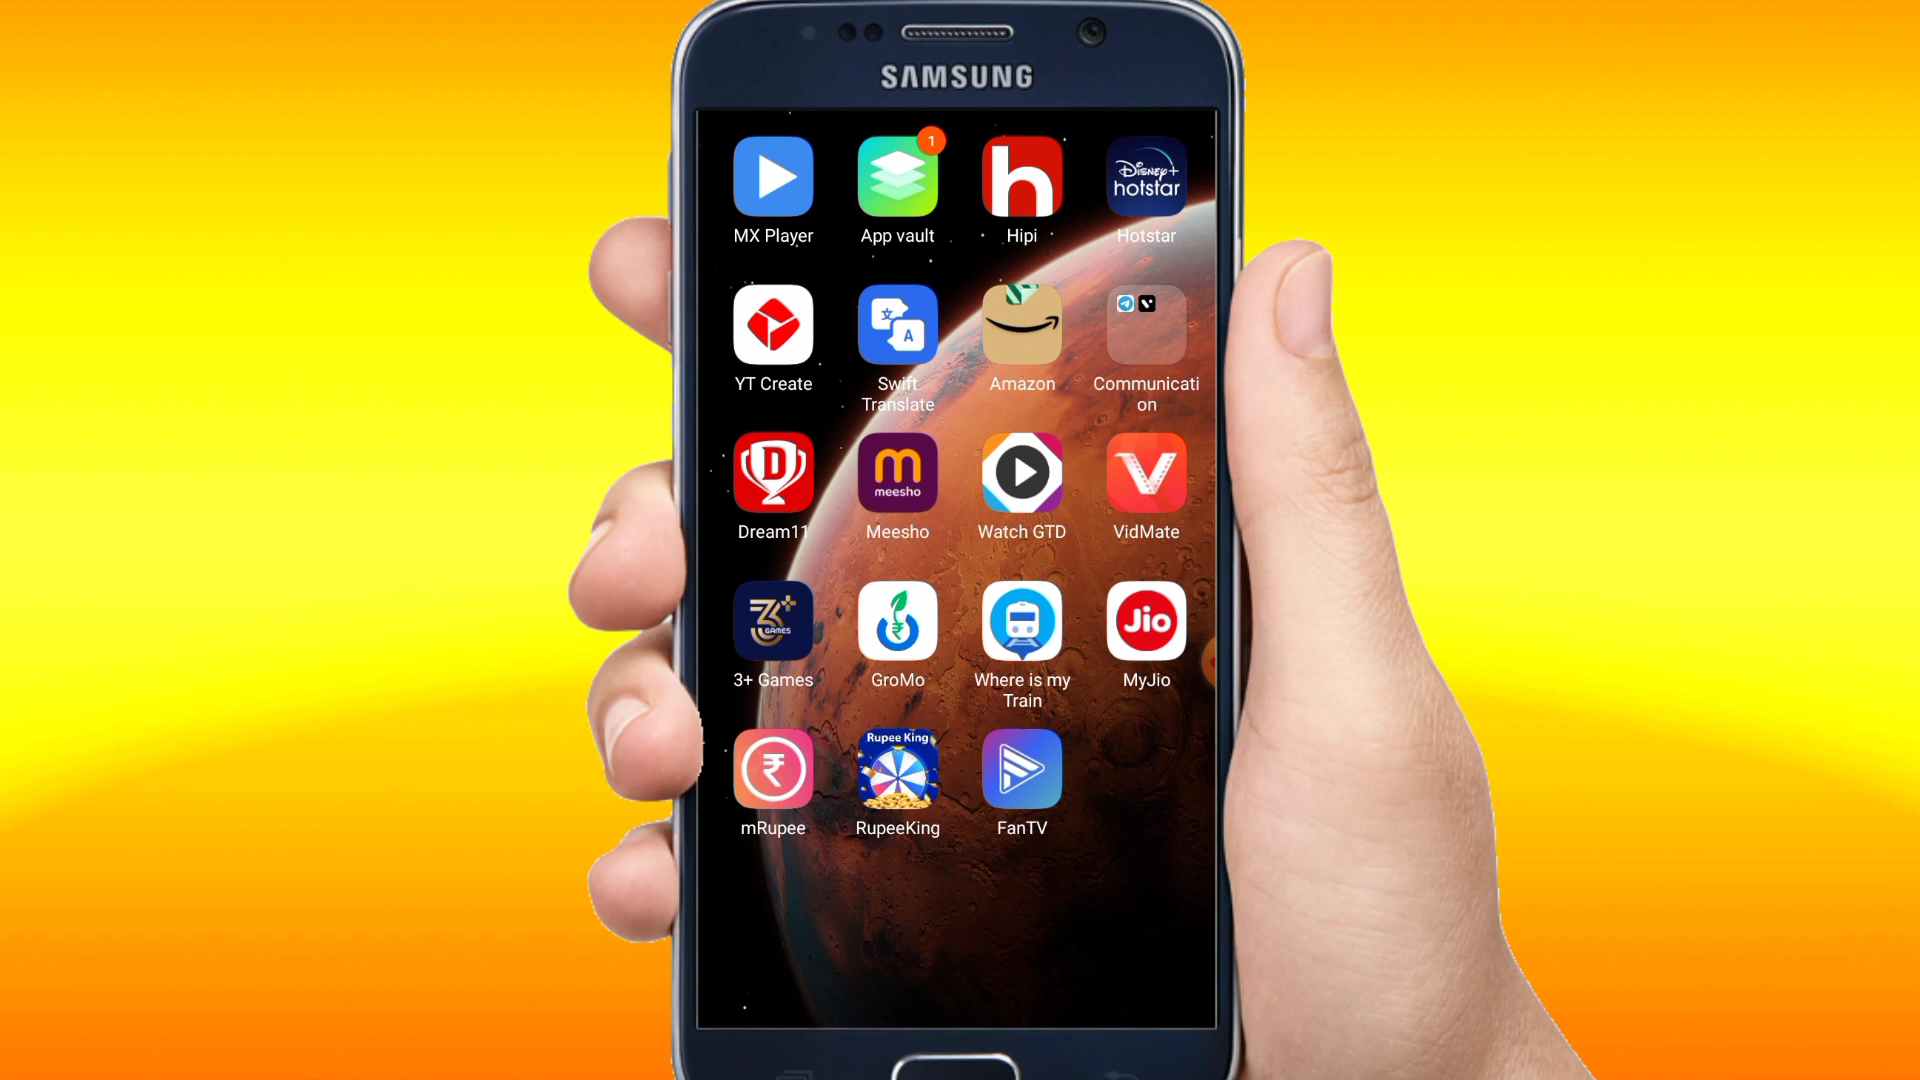 SAMSUNG
1
Disney+
hotstar
MX Player
App vault
Hipi
Hotstar
文
A
YT Create
Swift
Translate
Amazon
Communicati
on
D
m
meesho
V
Dream11
Meesho
Watch GTD
VidMate
3+
GAMES
₹
Jio
3+ Games
GroMo
Where is my
Train
MyJio
₹
Rupee King
mRupee
RupeeKing
FanTV